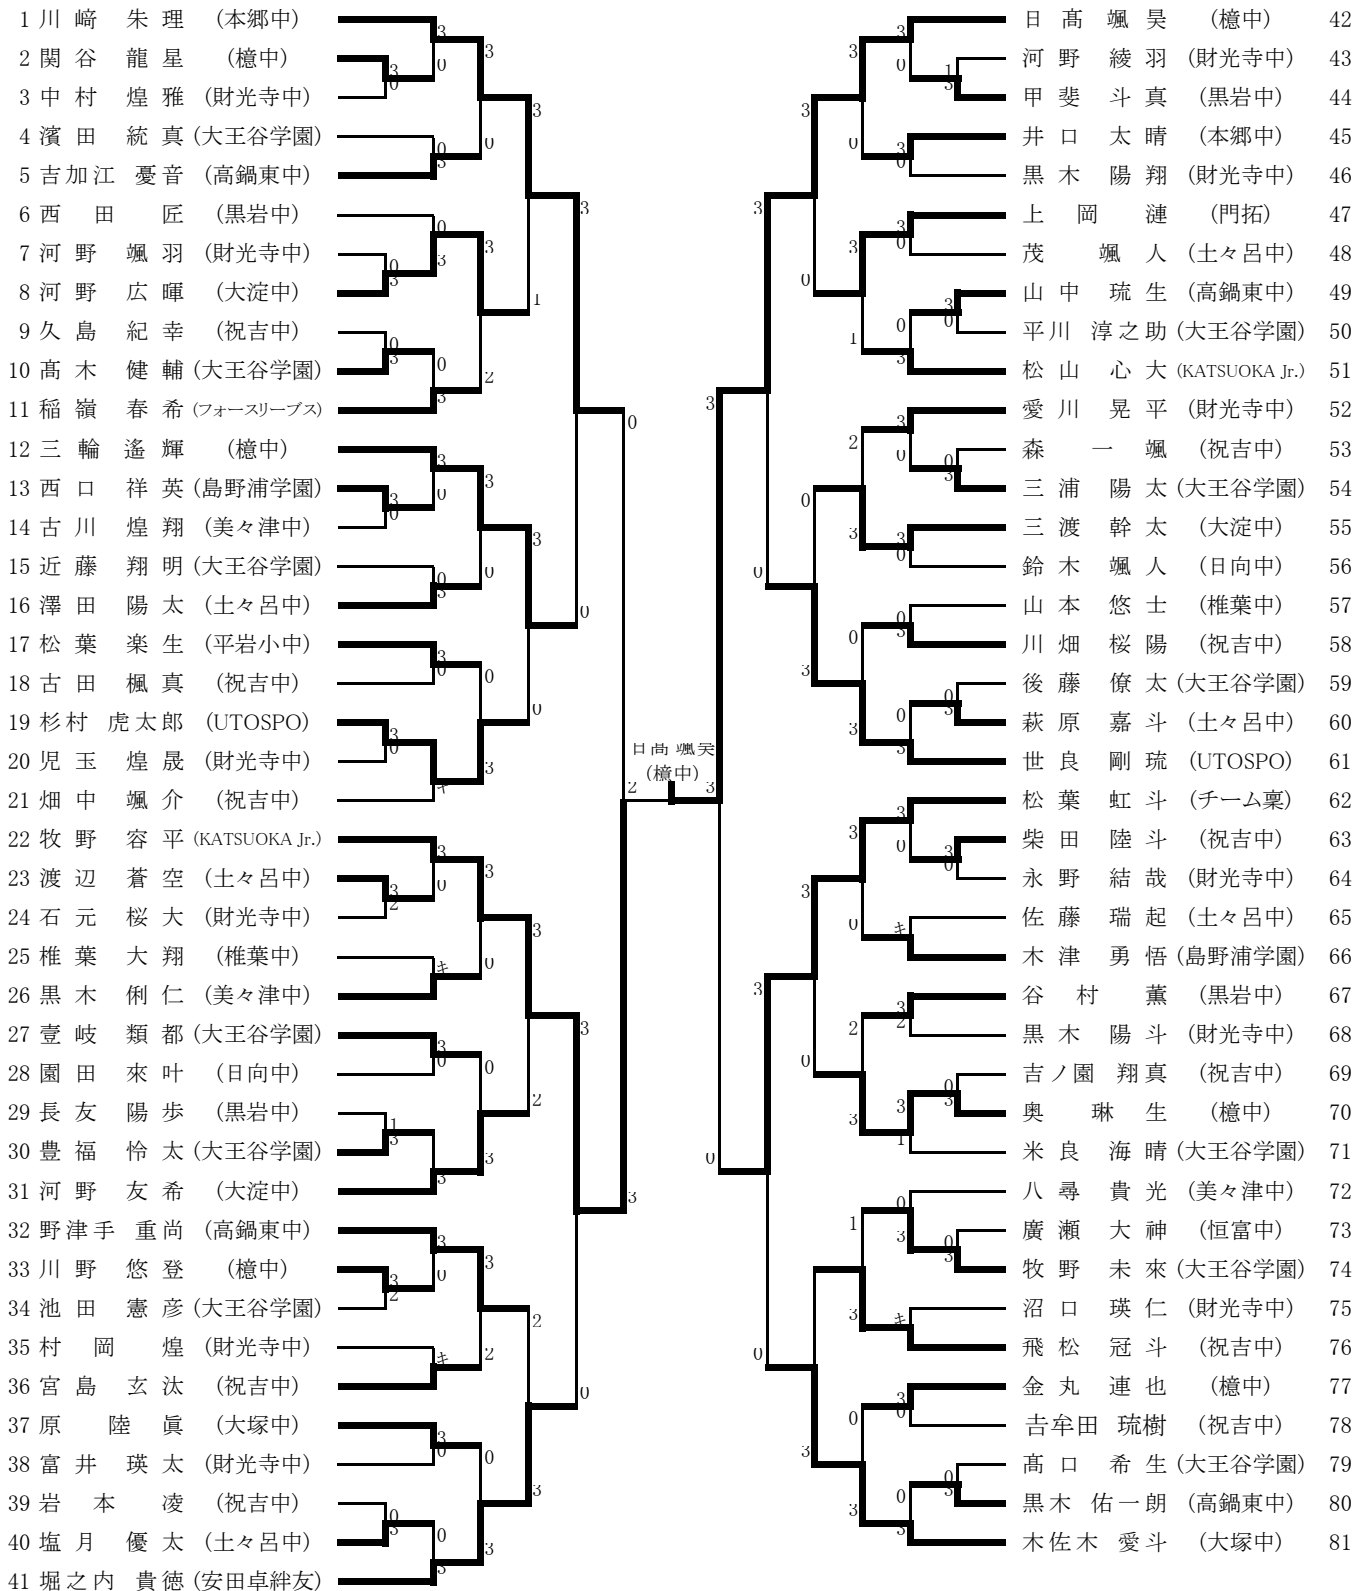 1 川﨑 朱理 (本郷中)
2 関谷 龍星 (檍中)
3 中村 煌雅 (財光寺中)
4 濱田 統真 (大王谷学園)
5 吉加江 憂音 (高鍋東中)
6 西田 匠 (黒岩中)
7 河野 颯羽 (財光寺中)
8 河野 広暉 (大淀中)
9 久島 紀幸 (祝吉中)
10 髙木 健輔 (大王谷学園)
11 稲嶺 春希 (フォースリーブス)
12 三輪 遙輝 (檍中)
13 西口 祥英 (島野浦学園)
14 古川 煌翔 (美々津中)
15 近藤 翔明 (大王谷学園)
16 澤田 陽太 (土々呂中)
17 松葉 楽生 (平岩小中)
18 古田 楓真 (祝吉中)
19 杉村 虎太郎 (UTOSPO)
20 児玉 煌晟 (財光寺中)
21 畑中 颯介 (祝吉中)
22 牧野 容平 (KATSUOKA Jr.)
23 渡辺 蒼空 (土々呂中)
24 石元 桜大 (財光寺中)
25 椎葉 大翔 (椎葉中)
26 黒木 俐仁 (美々津中)
27 壹岐 類都 (大王谷学園)
28 園田 來叶 (日向中)
29 長友 陽歩 (黒岩中)
30 豊福 怜太 (大王谷学園)
31 河野 友希 (大淀中)
32 野津手 重尚 (高鍋東中)
33 川野 悠登 (檍中)
34 池田 憲彦 (大王谷学園)
35 村岡 煌 (財光寺中)
36 宮島 玄汰 (祝吉中)
37 原 陸眞 (大塚中)
38 富井 瑛太 (財光寺中)
39 岩本 凌 (祝吉中)
40 塩月 優太 (土々呂中)
41 堀之内 貴徳 (安田卓絆友)
日髙 颯昊
(檍中)
2 3
日髙 颯昊 (檍中) 42
河野 綾羽 (財光寺中) 43
甲斐 斗真 (黒岩中) 44
井口 太晴 (本郷中) 45
黒木 陽翔 (財光寺中) 46
上岡 漣 (門拓) 47
茂 颯人 (土々呂中) 48
山中 琉生 (高鍋東中) 49
平川 淳之助 (大王谷学園) 50
松山 心大 (KATSUOKA Jr.) 51
愛川 晃平 (財光寺中) 52
森 一颯 (祝吉中) 53
三浦 陽太 (大王谷学園) 54
三渡 幹太 (大淀中) 55
鈴木 颯人 (日向中) 56
山本 悠士 (椎葉中) 57
川畑 桜陽 (祝吉中) 58
後藤 僚太 (大王谷学園) 59
萩原 嘉斗 (土々呂中) 60
世良 剛琉 (UTOSPO) 61
松葉 虹斗 (チーム稟) 62
柴田 陸斗 (祝吉中) 63
永野 結哉 (財光寺中) 64
佐藤 瑞起 (土々呂中) 65
木津 勇悟 (島野浦学園) 66
谷村 薫 (黒岩中) 67
黒木 陽斗 (財光寺中) 68
吉ノ園 翔真 (祝吉中) 69
奥 琳生 (檍中) 70
米良 海晴 (大王谷学園) 71
八尋 貴光 (美々津中) 72
廣瀬 大神 (恒富中) 73
牧野 未來 (大王谷学園) 74
沼口 瑛仁 (財光寺中) 75
飛松 冠斗 (祝吉中) 76
金丸 連也 (檍中) 77
𠮷牟田 琉樹 (祝吉中) 78
髙口 希生 (大王谷学園) 79
黒木 佑一朗 (高鍋東中) 80
木佐木 愛斗 (大塚中) 81